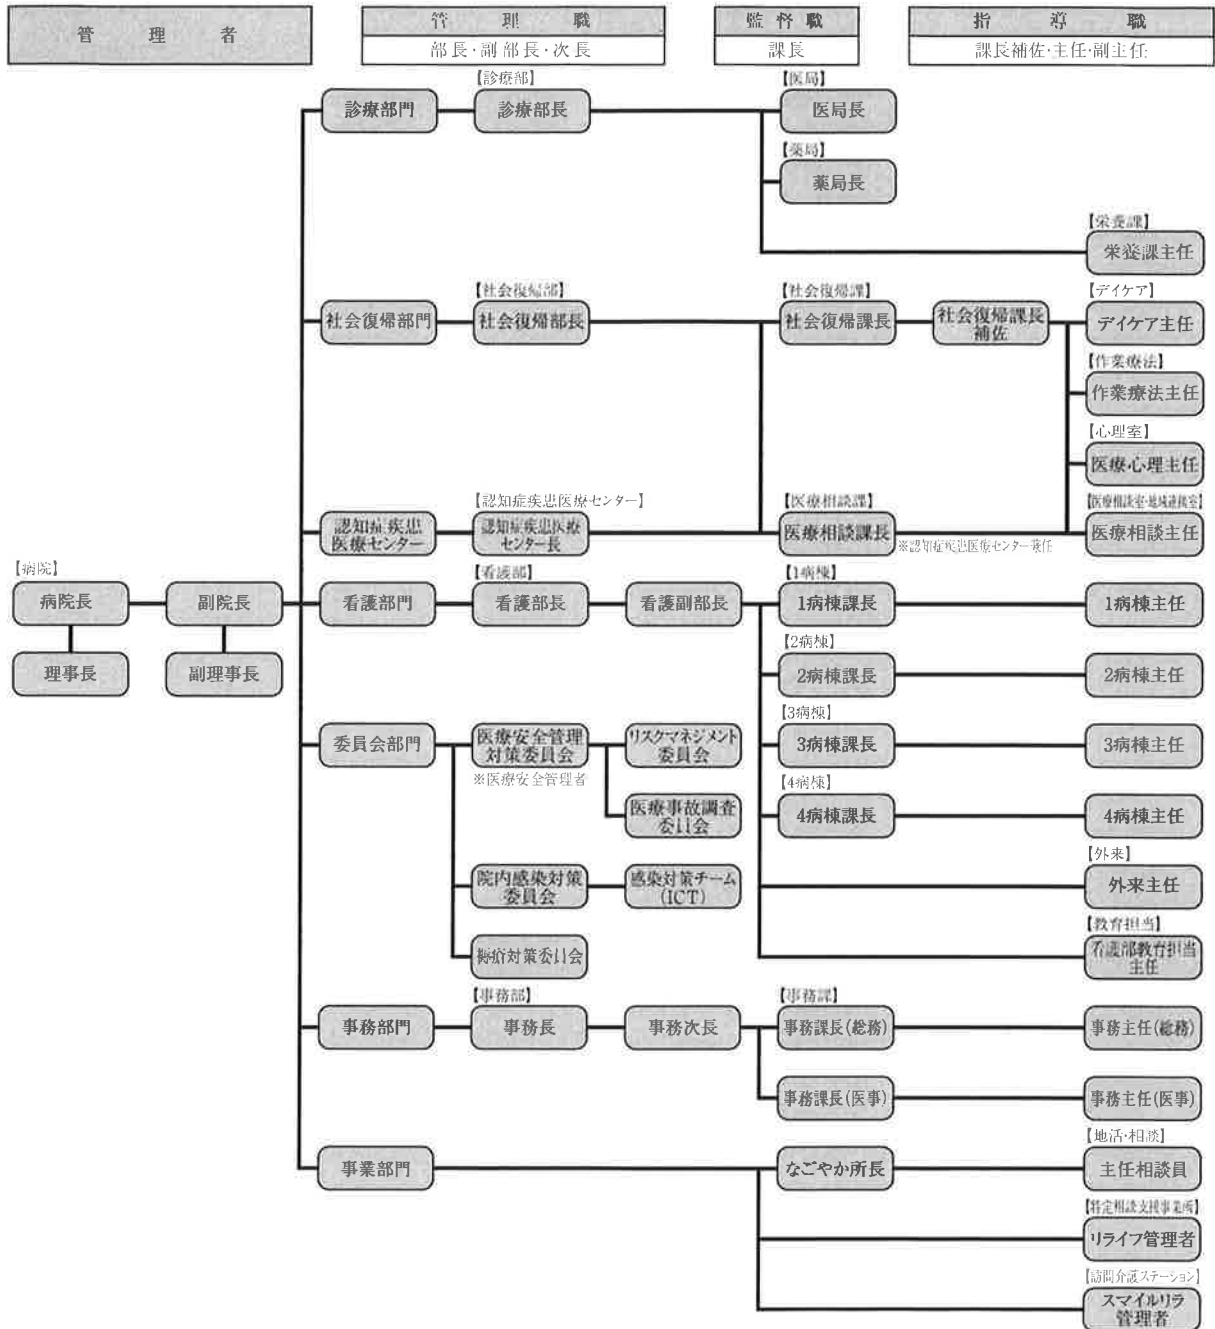 管理者
管理職
部長・副部長・次長
監督職
課長
指導職
課長補佐・主任・副主任
【診療部】
【医局】
診療部門
診療部長
医局長
【薬局】
薬局長
【栄養課】
栄養課主任
【社会復帰部】
【社会復帰課】
【デイケア】
社会復帰部門
社会復帰部長
社会復帰課長
社会復帰課長
補佐
デイケア主任
【作業療法】
作業療法主任
【心理室】
医療心理主任
【認知症疾患医療センター】
【医療相談課】
【医療相談室・地域連携室】
認知症疾患
医療センター
認知症疾患医療
センター長
医療相談課長
※認知症疾患医療センター兼任
医療相談主任
【病院】
【看護部】
【1病棟】
病院長
副院長
看護部門
看護部長
看護副部長
1病棟課長
1病棟主任
【2病棟】
理事長
副理事長
2病棟課長
2病棟主任
【3病棟】
委員会部門
医療安全管理
対策委員会
※医療安全管理者
リスクマネジメント
委員会
3病棟課長
3病棟主任
【4病棟】
医療事故調査
委員会
4病棟課長
4病棟主任
【外来】
院内感染対策
委員会
感染対策チーム
(ICT)
外来主任
【教育担当】
褥瘡対策委員会
看護部教育担当
主任
【事務部】
【事務課】
事務部門
事務長
事務次長
事務課長(総務)
事務主任(総務)
事務課長(医事)
事務主任(医事)
【地活・相談】
事業部門
なごやか所長
主任相談員
【特定相談支援事業所】
リライフ管理者
【訪問介護ステーション】
スマイルリラ
管理者